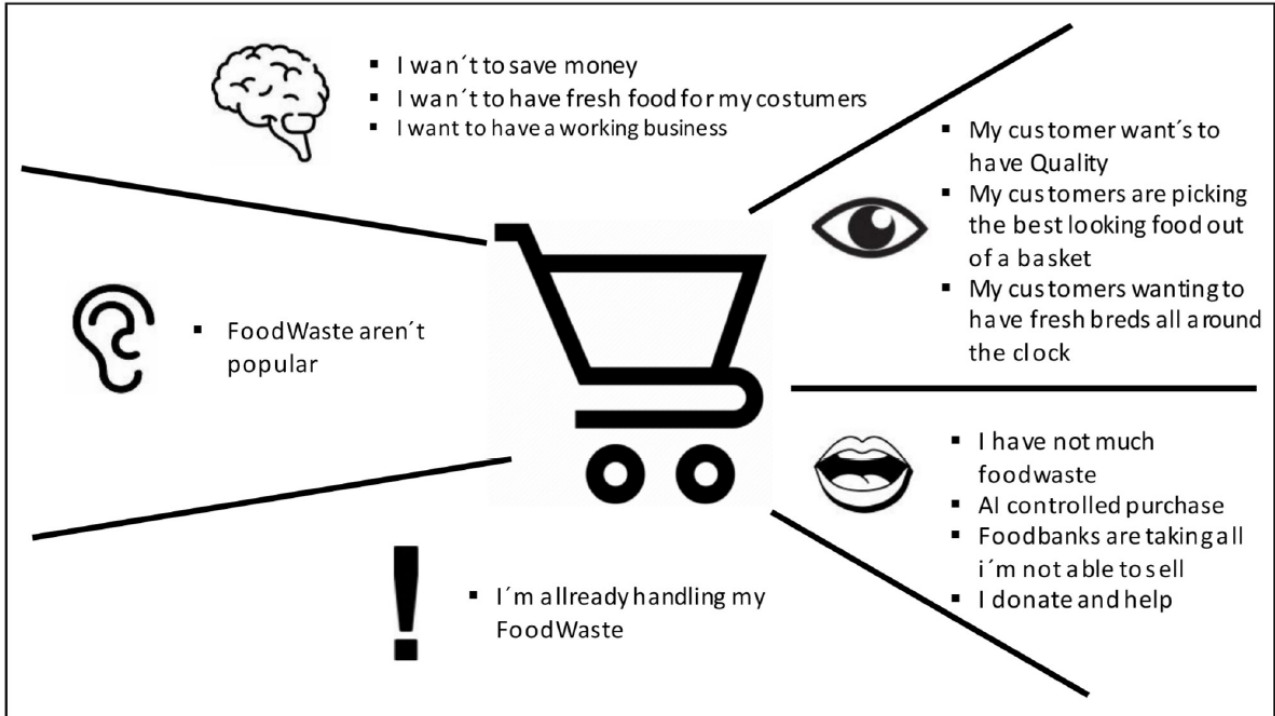 ▪ I wan´t to save money
▪ I wan´t to have fresh food for my costumers
▪ I want to have a working business
▪ My customer want´s to
have Quality
▪ My customers are picking
the best looking food out
of a basket
▪ My customers wanting to
have fresh breds all around
the clock
▪ FoodWaste aren´t
popular
▪ I have not much
foodwaste
▪ AI controlled purchase
▪ Foodbanks are taking all
i´m not able to sell
▪ I donate and help
▪ I´m allready handling my
FoodWaste